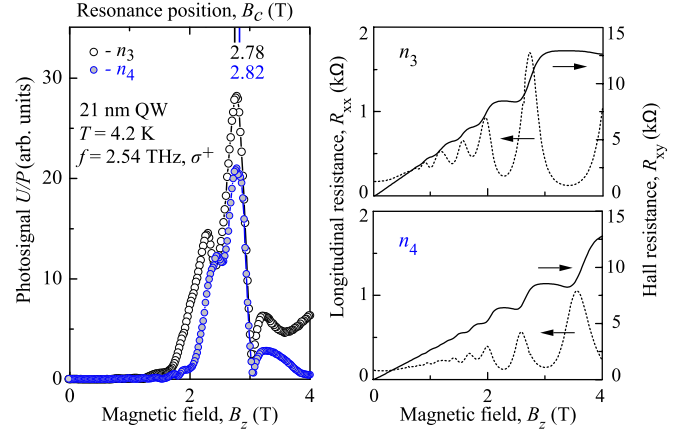 Resonance position, B_C (T)
- n3
- n4
2.78
2.82
21 nm QW
T = 4.2 K
f = 2.54 THz, σ+
Photosignal U/P (arb. units)
0
10
20
30
0
2
4
Magnetic field, B_z (T)
n3
Longitudinal resistance, R_xx (kΩ)
0
1
2
0
5
10
15
Hall resistance, R_xy (kΩ)
n4
0
1
2
0
5
10
15
0
1
2
3
4
Magnetic field, B_z (T)